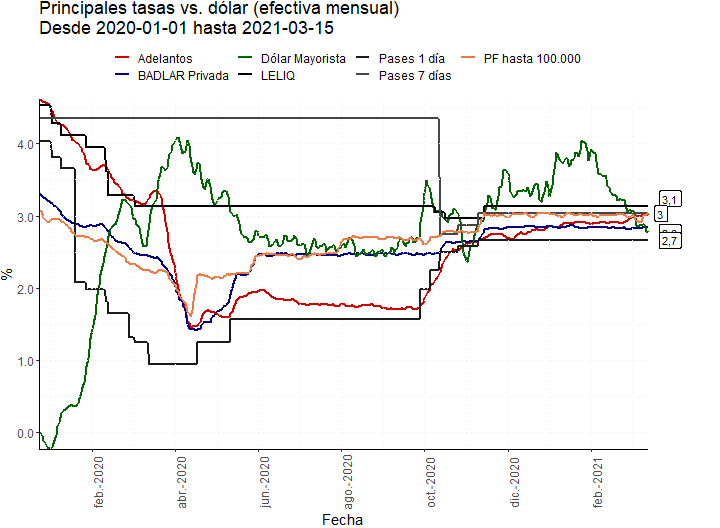 Principales tasas vs. dólar (efectiva mensual)
Desde 2020-01-01 hasta 2021-03-15
Adelantos
Dólar Mayorista
Pases 1 día
PF hasta 100.000
BADLAR Privada
LELIQ
Pases 7 días
%
4.0
3.0
2.0
1.0
0.0
3,1
3
2,7
feb.-2020
abr.-2020
jun.-2020
ago.-2020
oct.-2020
dic.-2020
feb.-2021
Fecha